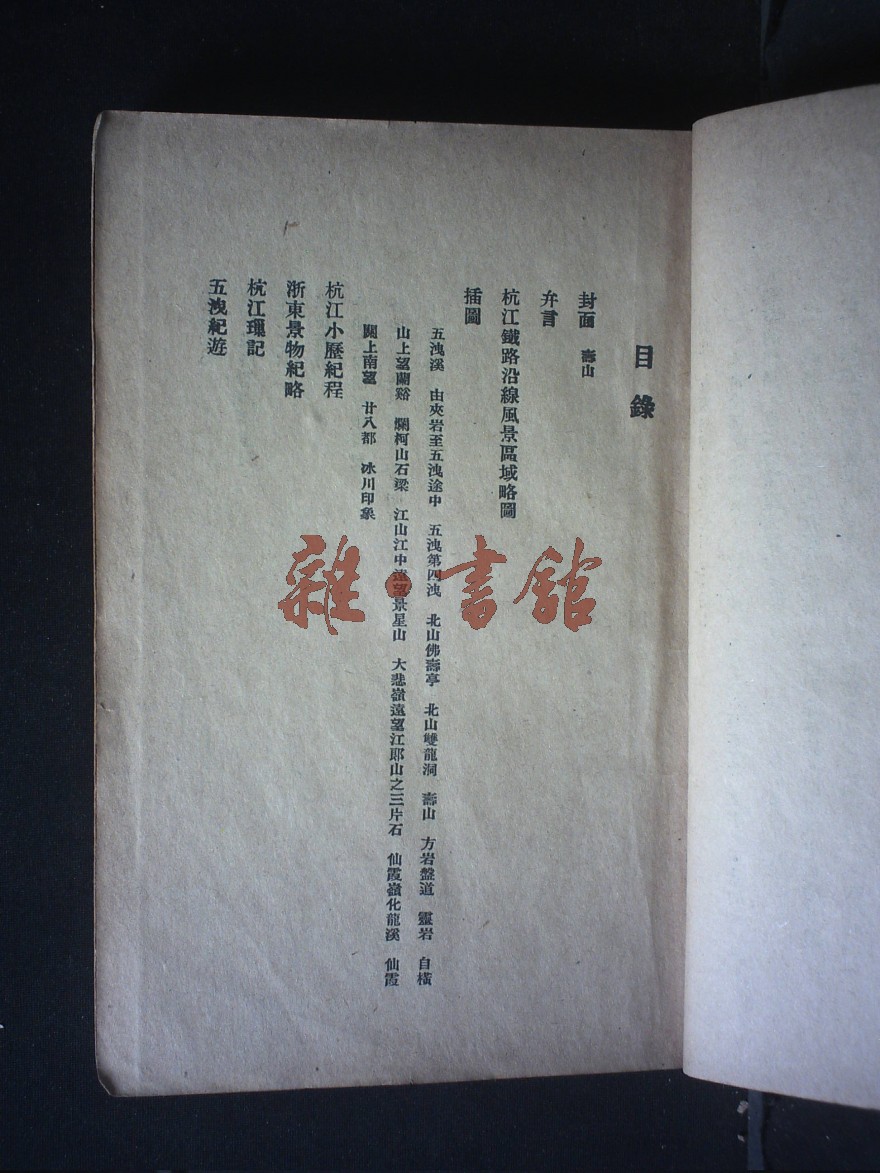 目錄
封面 壽山
弁言
杭江鐵路沿線風景區域略圖
插圖
五洩溪 由夾岩至五洩途中 五洩第四洩 北山佛壽亭 北山雙龍洞 壽山 方岩盤道 靈岩 自橫
山上望蘭谿 爛柯山石梁 江山江中遠望景星山 大悲嶺遠望江郎山之三片石 仙霞嶺化龍溪 仙霞
關上南望 廿八都 冰川印象
杭江小歷紀程
浙東景物紀略
杭江瓌記
五洩紀遊
雜·書館